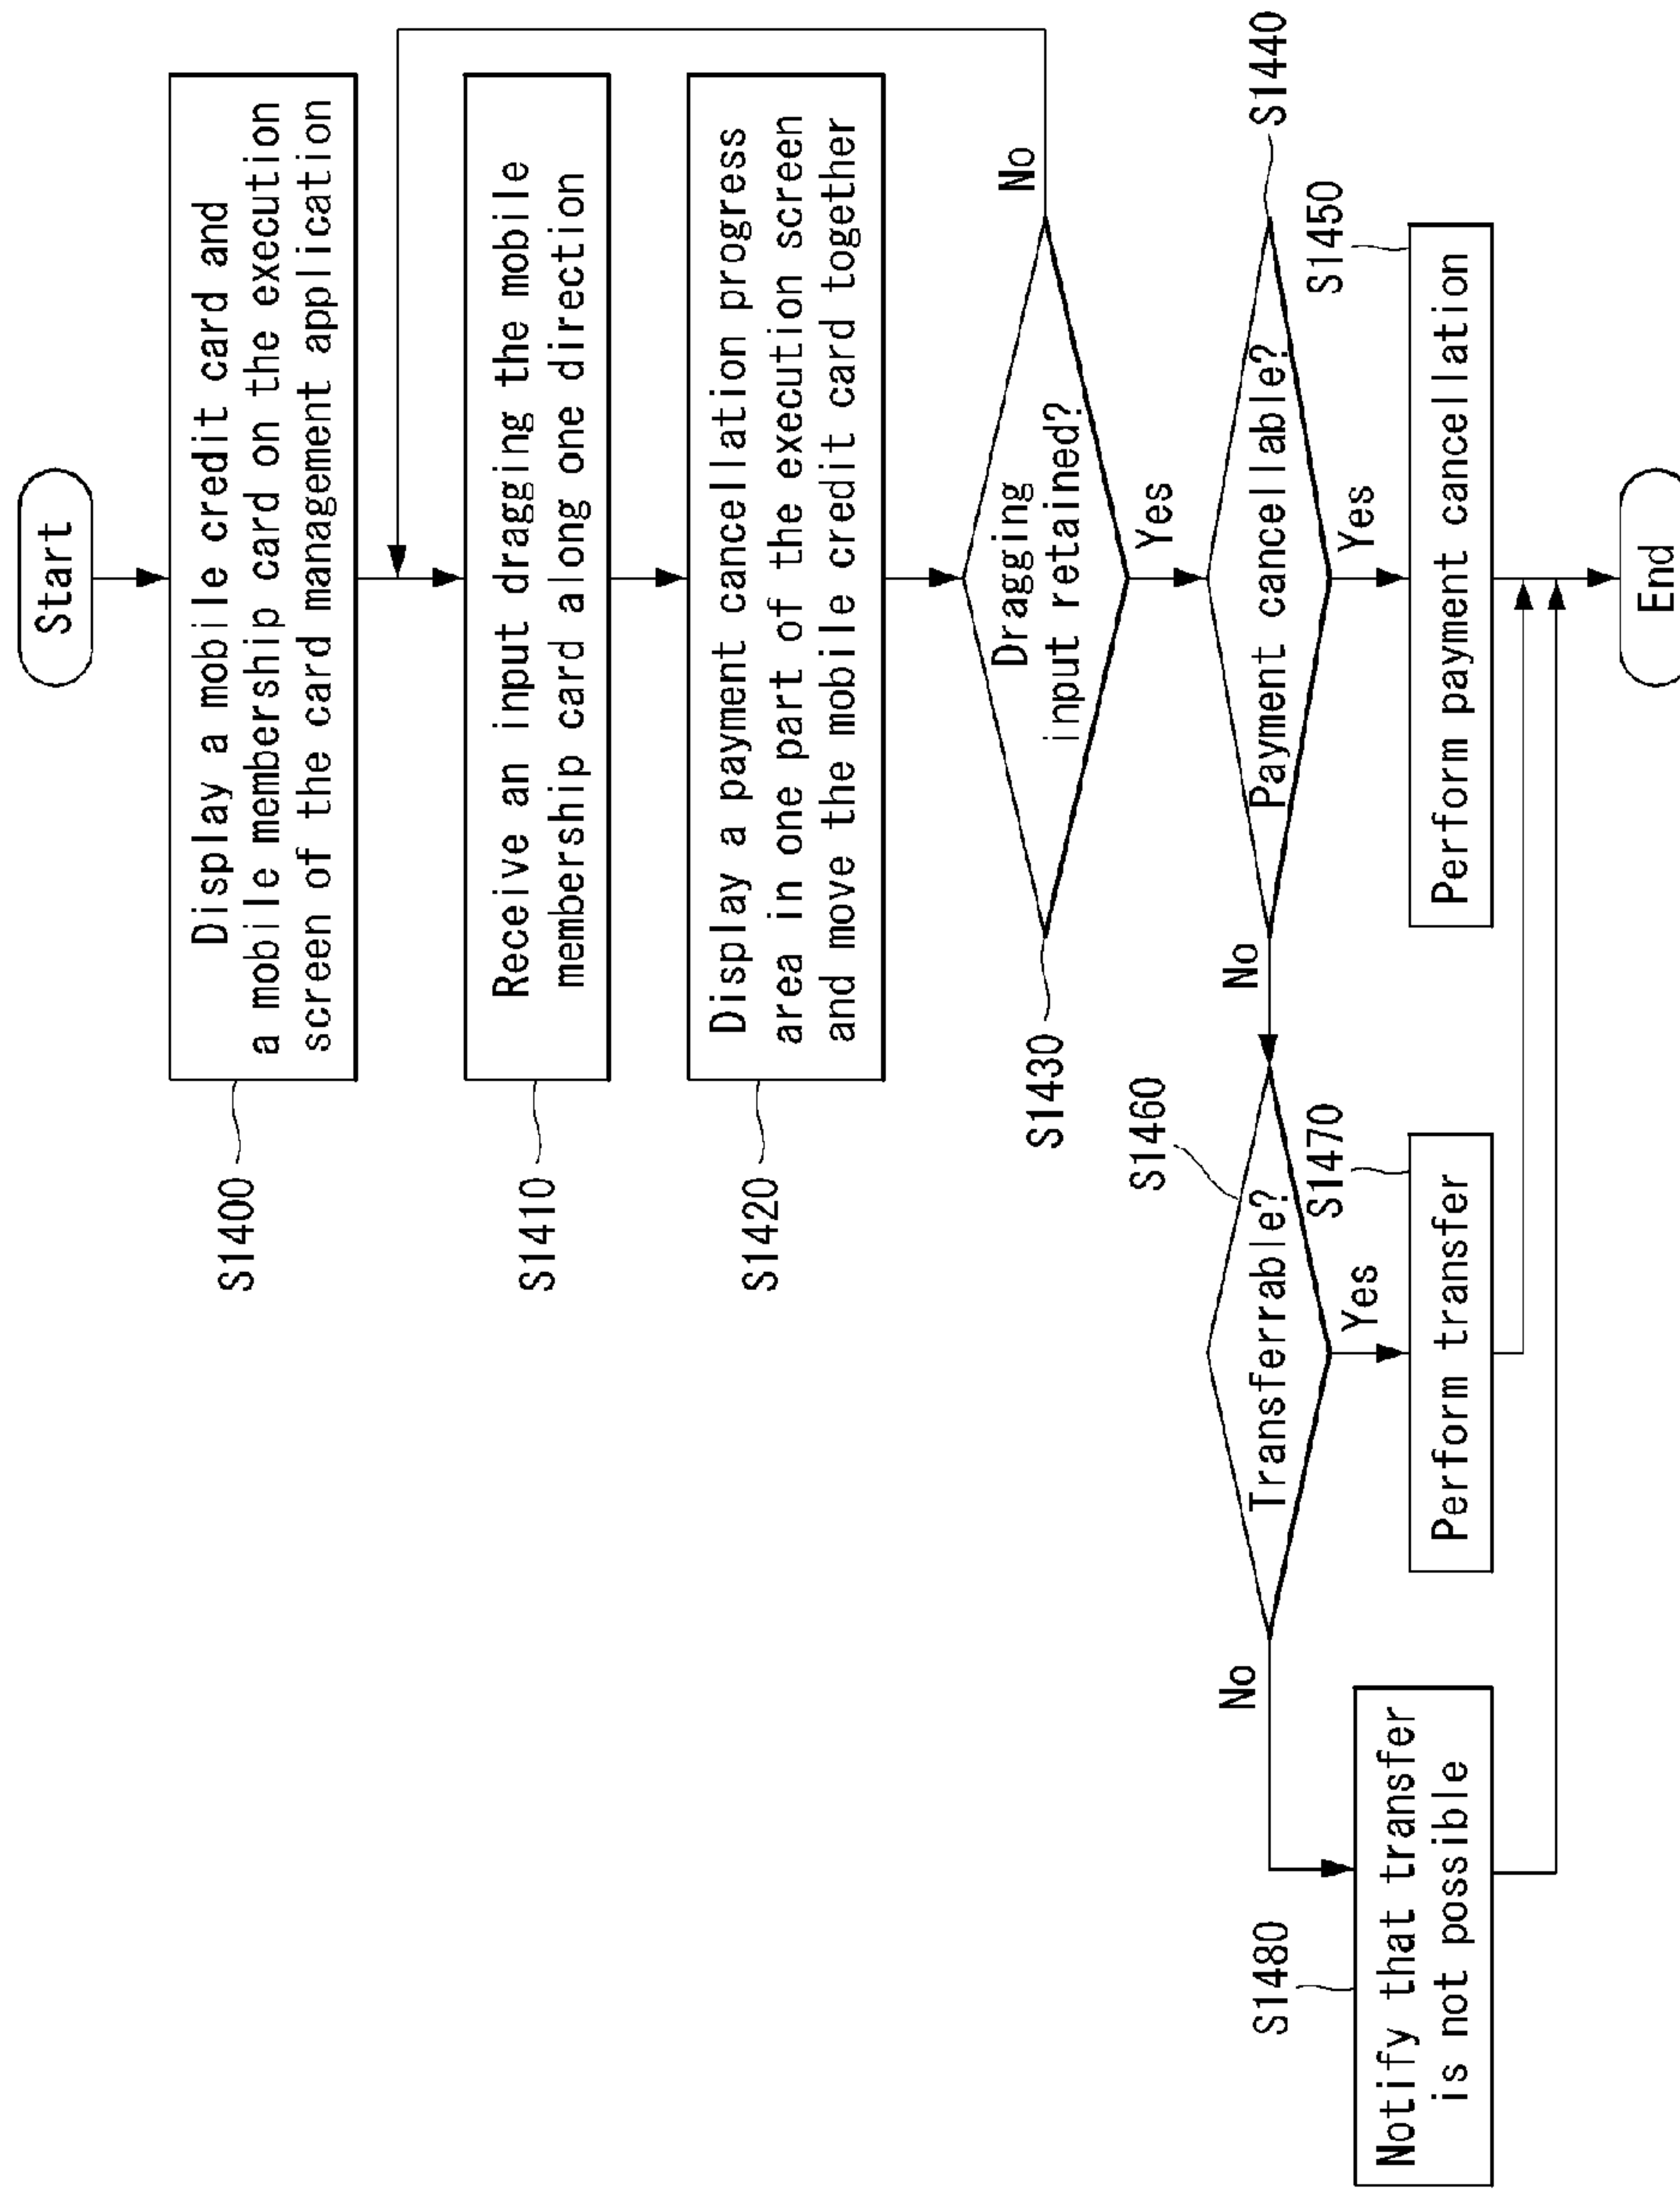 Start
Display a mobile credit card and
a mobile membership card on the execution
screen of the card management application
S1400
Receive an input dragging the mobile
membership card along one direction
S1410
Display a payment cancellation progress
area in one part of the execution screen
and move the mobile credit card together
S1420
Dragging
input retained?
No
S1430
Yes
Payment cancellable?
S1440
No
Yes
S1450
Perform payment cancellation
S1460
Transferrable?
No
Yes
S1470
Perform transfer
S1480
Notify that transfer
is not possible
End